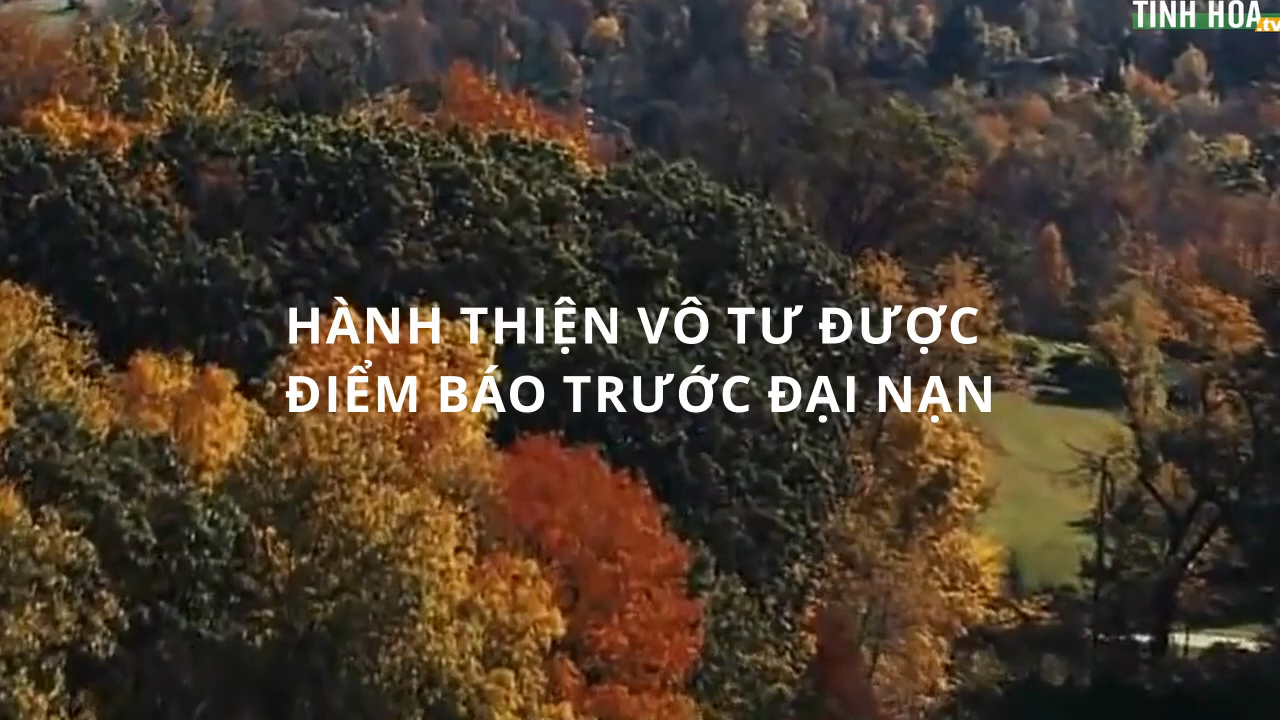 TINH HOA
.tv
HÀNH THIỆN VÔ TƯ ĐƯỢC
ĐIỂM BÁO TRƯỚC ĐẠI NẠN